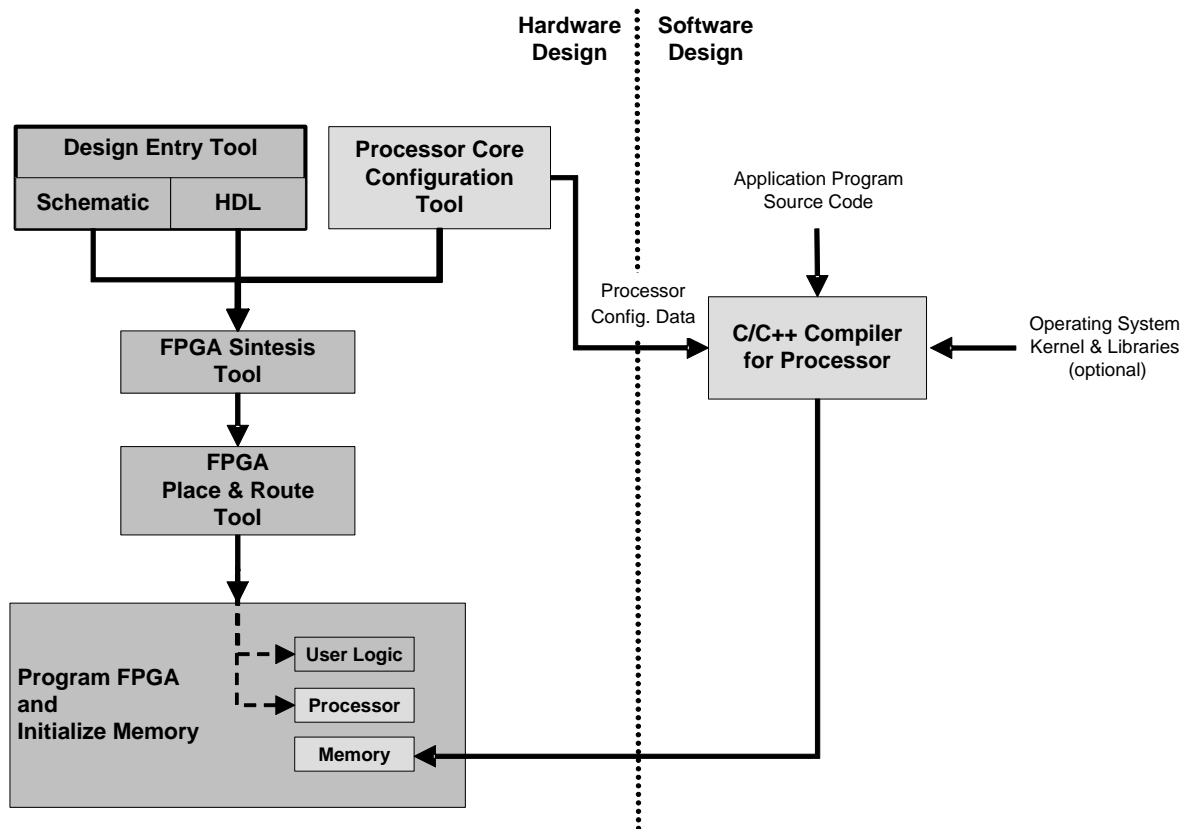 Hardware
Design
Software
Design
Design Entry Tool
Schematic
HDL
Processor Core
Configuration
Tool
Application Program
Source Code
Processor
Config. Data
C/C++ Compiler
for Processor
Operating System
Kernel & Libraries
(optional)
FPGA Sintesis
Tool
FPGA
Place & Route
Tool
Program FPGA
and
Initialize Memory
User Logic
Processor
Memory